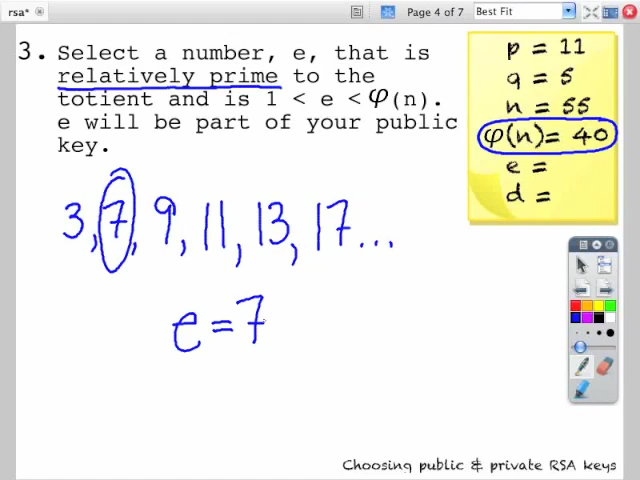 rsa*
Page 4 of 7
Best Fit
3. Select a number, e, that is
relatively prime to the
totient and is 1 < e < φ(n).
e will be part of your public
key.
p = 11
q = 5
n = 55
φ(n) = 40
e =
d =
3, 7, 9, 11, 13, 17...
e = 7
Choosing public & private RSA keys